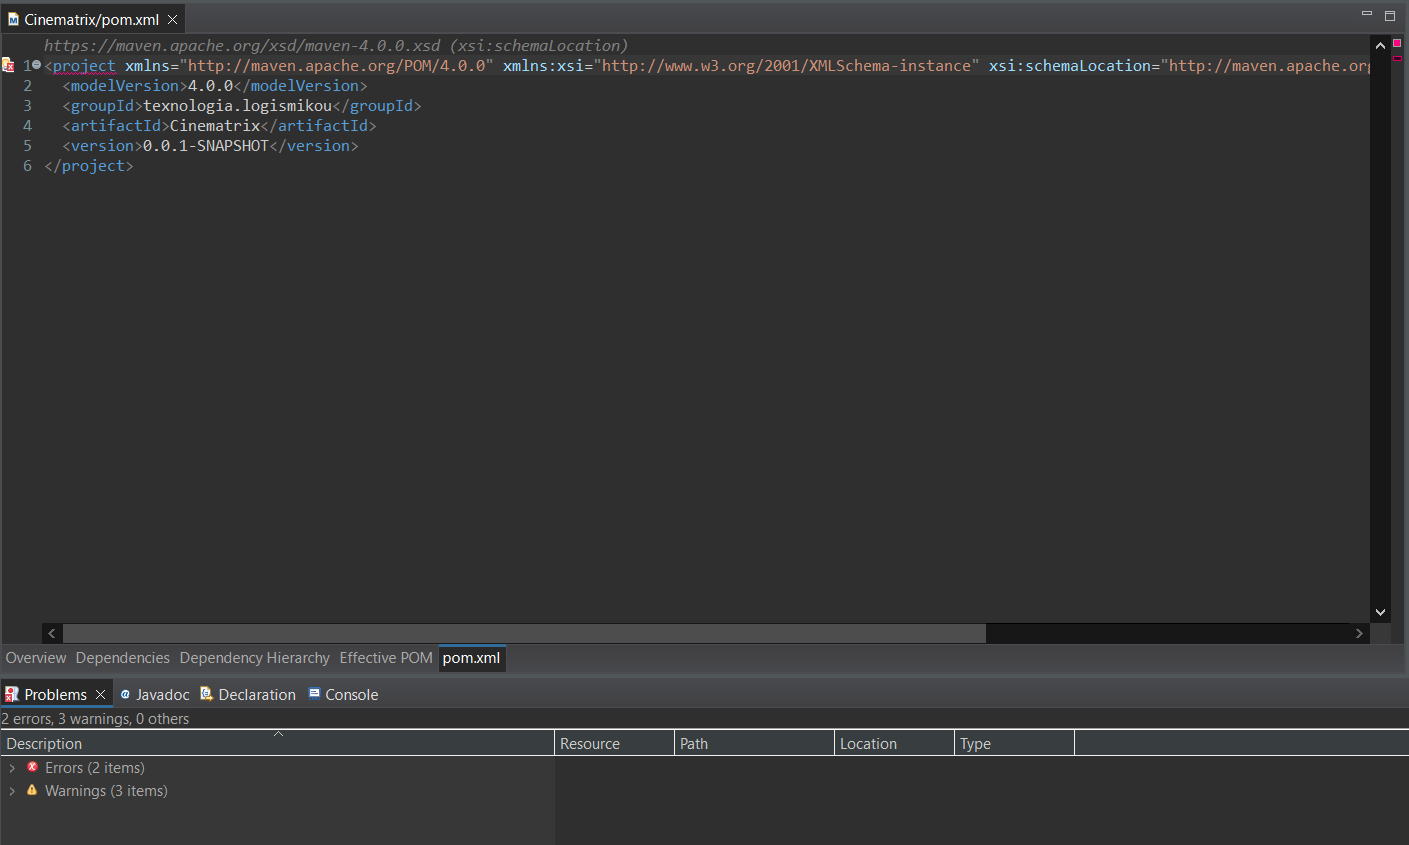 Cinematrix/pom.xml
https://maven.apache.org/xsd/maven-4.0.0.xsd (xsi:schemaLocation)
1 <project xmlns="http://maven.apache.org/POM/4.0.0" xmlns:xsi="http://www.w3.org/2001/XMLSchema-instance" xsi:schemaLocation="http://maven.apache.org
2 <modelVersion>4.0.0</modelVersion>
3 <groupId>texnologia.logismikou</groupId>
4 <artifactId>Cinematrix</artifactId>
5 <version>0.0.1-SNAPSHOT</version>
6 </project>
Overview Dependencies Dependency Hierarchy Effective POM pom.xml
Problems Javadoc Declaration Console
2 errors, 3 warnings, 0 others
Description Resource Path Location Type
Errors (2 items)
Warnings (3 items)